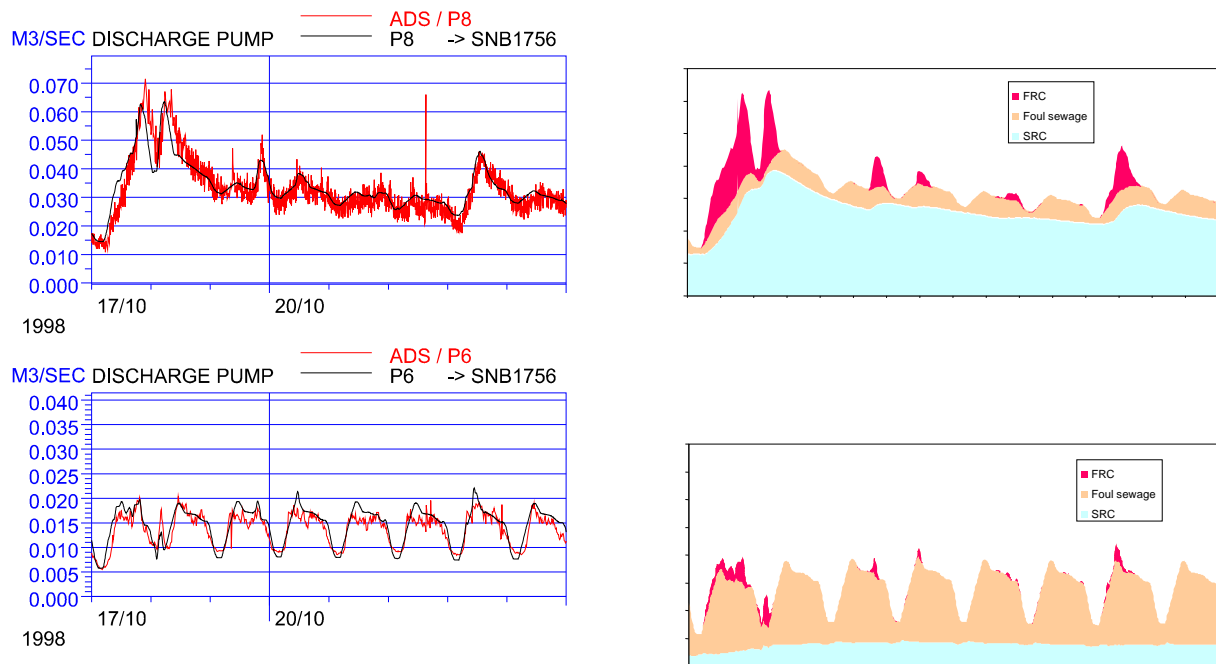 ADS / P8
M3/SEC DISCHARGE PUMP P8 -> SNB1756
0.070
0.060
0.050
0.040
0.030
0.020
0.010
0.000
17/10 20/10
1998
FRC
Foul sewage
SRC
ADS / P6
M3/SEC DISCHARGE PUMP P6 -> SNB1756
0.040
0.035
0.030
0.025
0.020
0.015
0.010
0.005
0.000
17/10 20/10
1998
FRC
Foul sewage
SRC